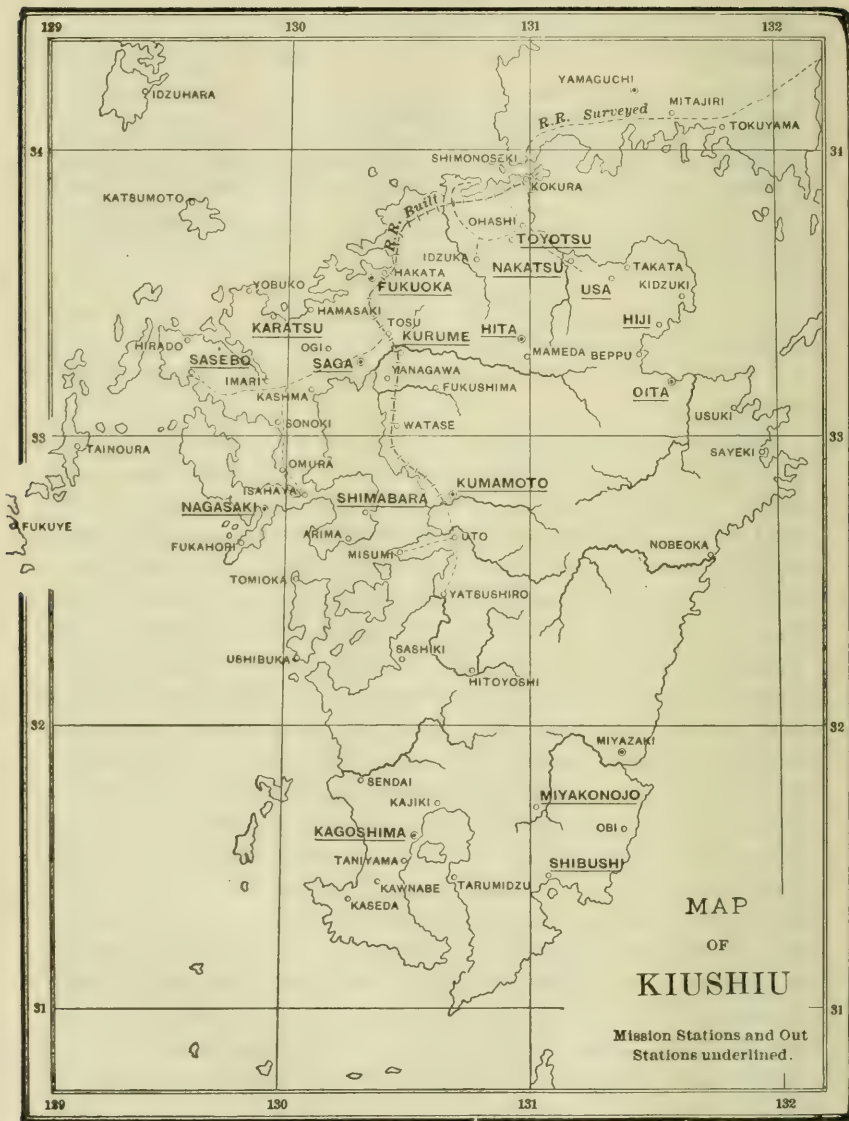 129 130 131 132
IDZUHARA
YAMAGUCHI
MITAJIRI
R.R. Surveyed
TOKUYAMA
34
31
SHIMONOSEKI
KOKURA
KATSUMOTO
R.R. Built
OHASHI
TOYOTSU
IDZUKA
NAKATSU
TAKATA
HAKATA
FUKUOKA
USA
KIDZUKI
YOBUKO
HAMASAKI
KARATSU
TOSU
HIJI
HIRADO
OGI
KURUME
HITA
SASEBO
SAGA
MAMEDA
BEPPU
IMARI
YANAGAWA
KASHMA
FUKUSHIMA
OITA
SONOKI
WATASE
USUKI
33
33
TAINOURA
SAYEKI
OMURA
ISAHAYA
SHIMABARA
KUMAMOTO
NAGASAKI
FUKUYE
ARIMA
UTO
FUKAHORI
MISUMI
NOBEOKA
TOMIOKA
YATSUSHIRO
USHIBUKA
SASHIKI
HITOYOSHI
32
32
MIYAZAKI
SENDAI
KAJIKI
MIYAKONOJO
KAGOSHIMA
OBI
TANIYAMA
SHIBUSHI
KAWNABE
TARUMIDZU
KASEDA
MAP
OF
KIUSHIU
31
31
Mission Stations and Out
Stations underlined.
129 130 131 132